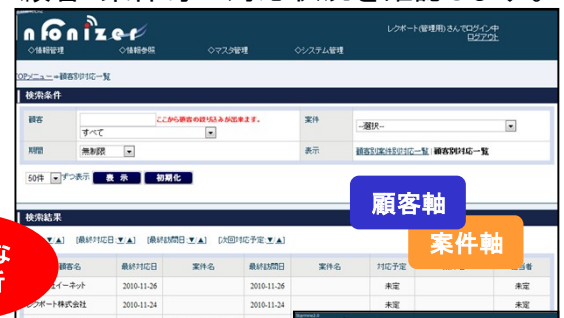 nfonizer
レクポート(管理用)さんでログイン中
ログアウト
◇情報管理 ◇情報参照 ◇マスタ管理 ◇システム管理
OPメニュー⇒顧客別対応一覧
検索条件
顧客 ここから顧客の絞り込みが出来ます。 案件 --選択--
すべて
期間 無制限 表示 顧客別案件別対応一覧 | 顧客別対応一覧
50件 ずつ表示 表 示 初期化
顧客軸
検索結果
案件軸
▼/▲] [最終対応日 ▼/▲] [最終訪問日 ▼/▲] [次回対応予定 ▼/▲]
な
顧客名 最終対応日 案件名 最終訪問日 案件名 対応予定 当者
イーネット 2010-11-26 2010-11-26 未定 未定
レクポート株式会社 2010-11-24 2010-11-24 未定 未定